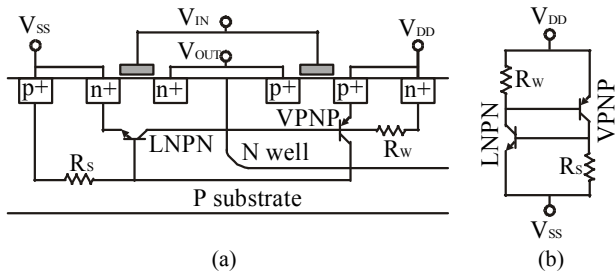 VSS
VIN
VOUT
VDD
p+
n+
n+
p+
p+
n+
VPNP
LNPN
N well
RW
RS
P substrate
(a)
VDD
RW
LNPN
VPNP
RS
VSS
(b)